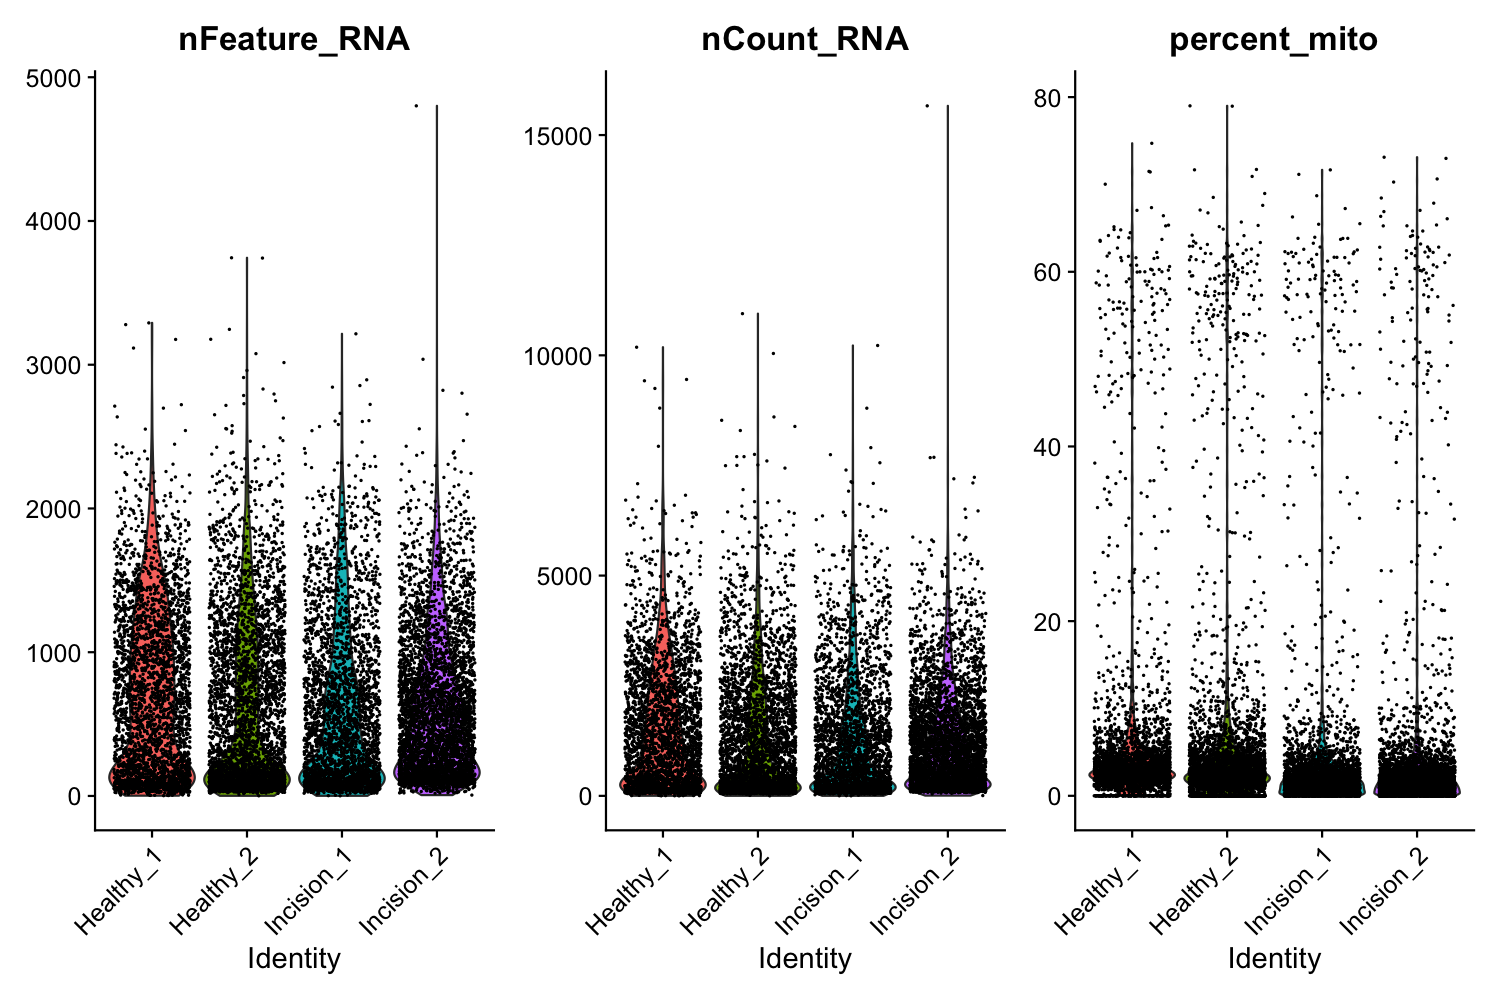 nFeature_RNA
5000
4000
3000
2000
1000
0
Healthy_1
Healthy_2
Incision_1
Incision_2
Identity
nCount_RNA
15000
10000
5000
0
Healthy_1
Healthy_2
Incision_1
Incision_2
Identity
percent_mito
80
60
40
20
0
Healthy_1
Healthy_2
Incision_1
Incision_2
Identity